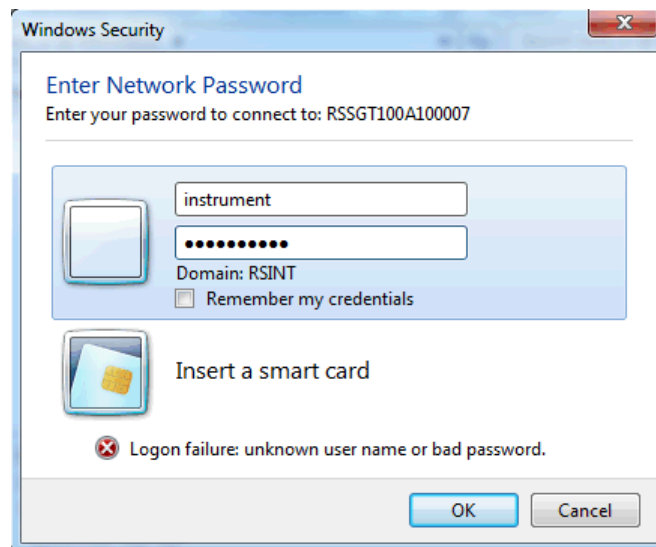 Windows Security
Enter Network Password
Enter your password to connect to: RSSGT100A100007
instrument
●●●●●●●●●●
Domain: RSINT
Remember my credentials
Insert a smart card
Logon failure: unknown user name or bad password.
OK
Cancel